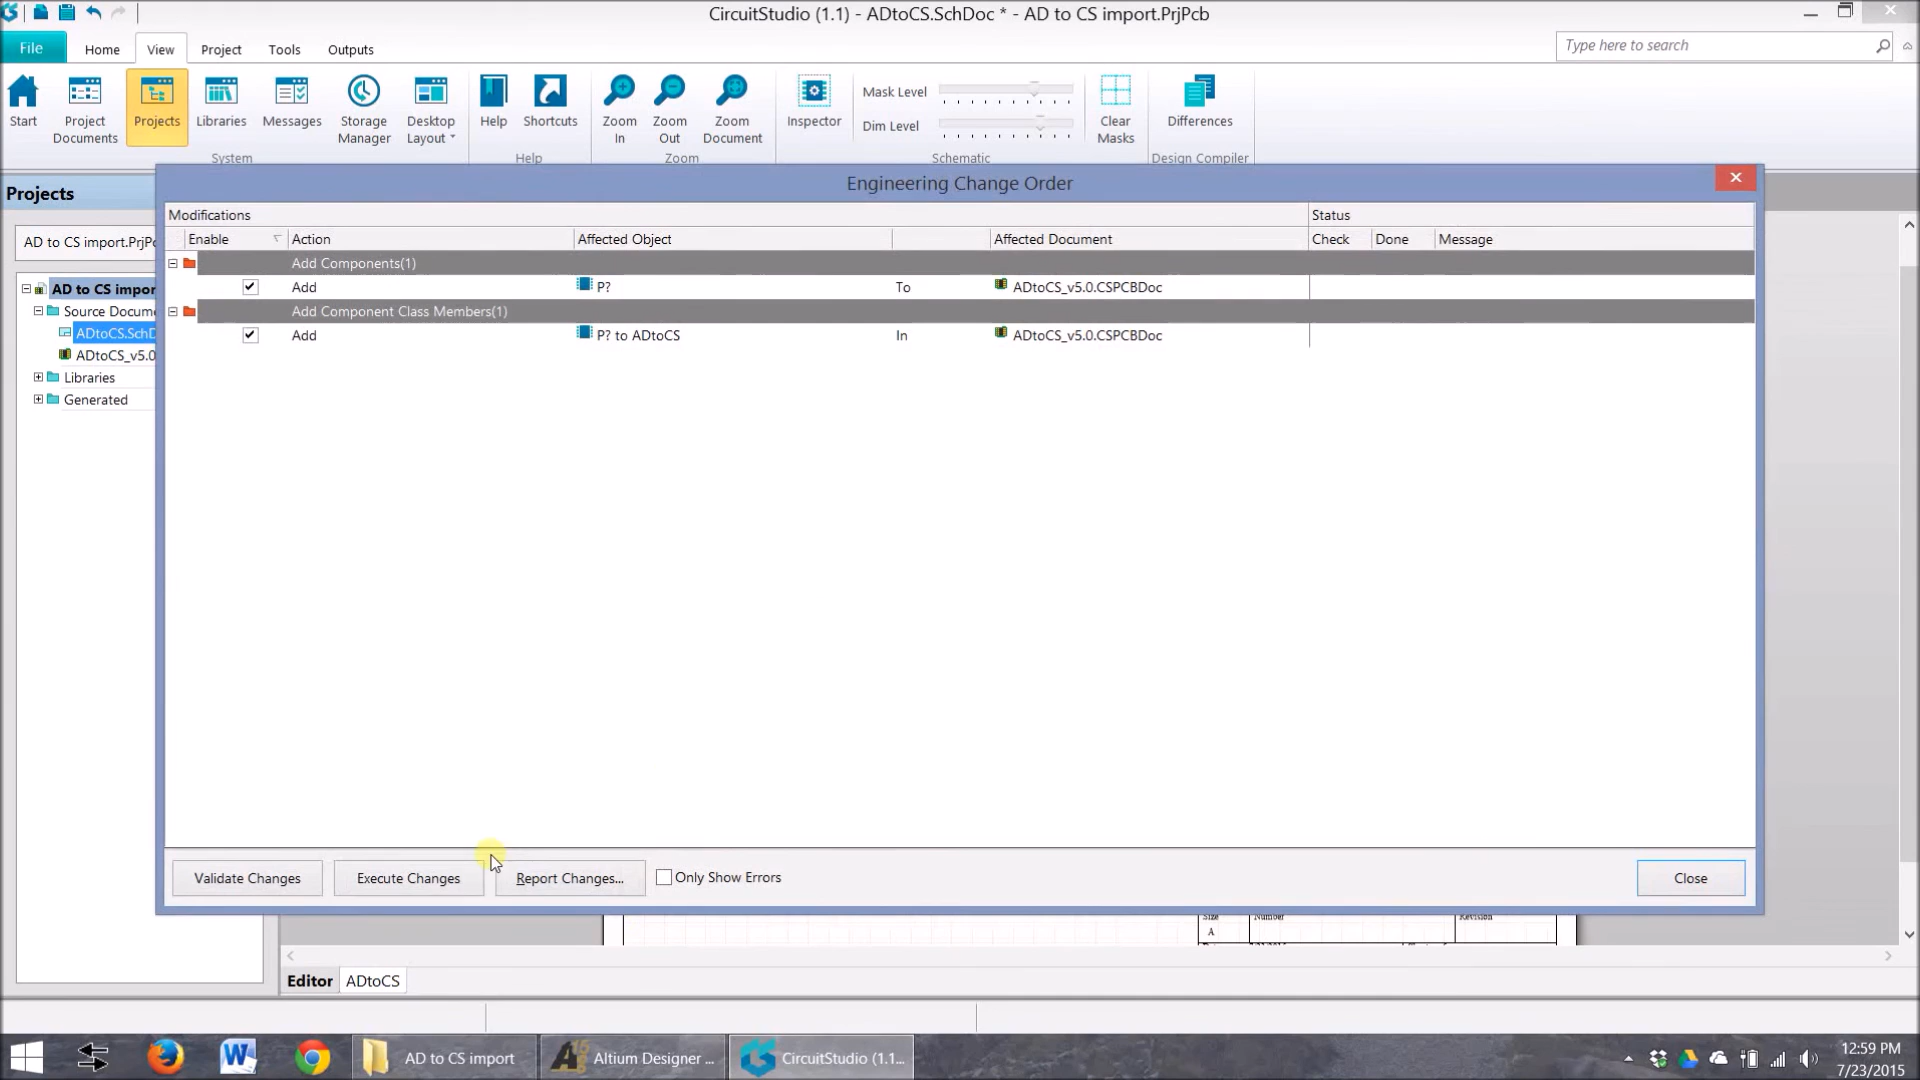 CircuitStudio (1.1) - ADtoCS.SchDoc * - AD to CS import.PrjPcb
File Home View Project Tools Outputs
Type here to search
Start
Project Documents
Projects
Libraries
Messages
Storage Manager
Desktop Layout
Help
Shortcuts
Zoom In
Zoom Out
Zoom Document
Inspector
Mask Level
Dim Level
Clear Masks
Differences
System Help Zoom Schematic Design Compiler
Projects
Engineering Change Order
Modifications Status
Enable Action Affected Object Affected Document Check Done Message
Add Components(1)
Add P? To ADtoCS_v5.0.CSPCBDoc
Add Component Class Members(1)
Add P? to ADtoCS In ADtoCS_v5.0.CSPCBDoc
AD to CS import.PrjPc
AD to CS impor
Source Docume
ADtoCS.SchD
ADtoCS_v5.0
Libraries
Generated
Validate Changes Execute Changes Report Changes... Only Show Errors Close
Size Number Revision
A
Editor ADtoCS
AD to CS import Altium Designer ... CircuitStudio (1.1...
12:59 PM
7/23/2015